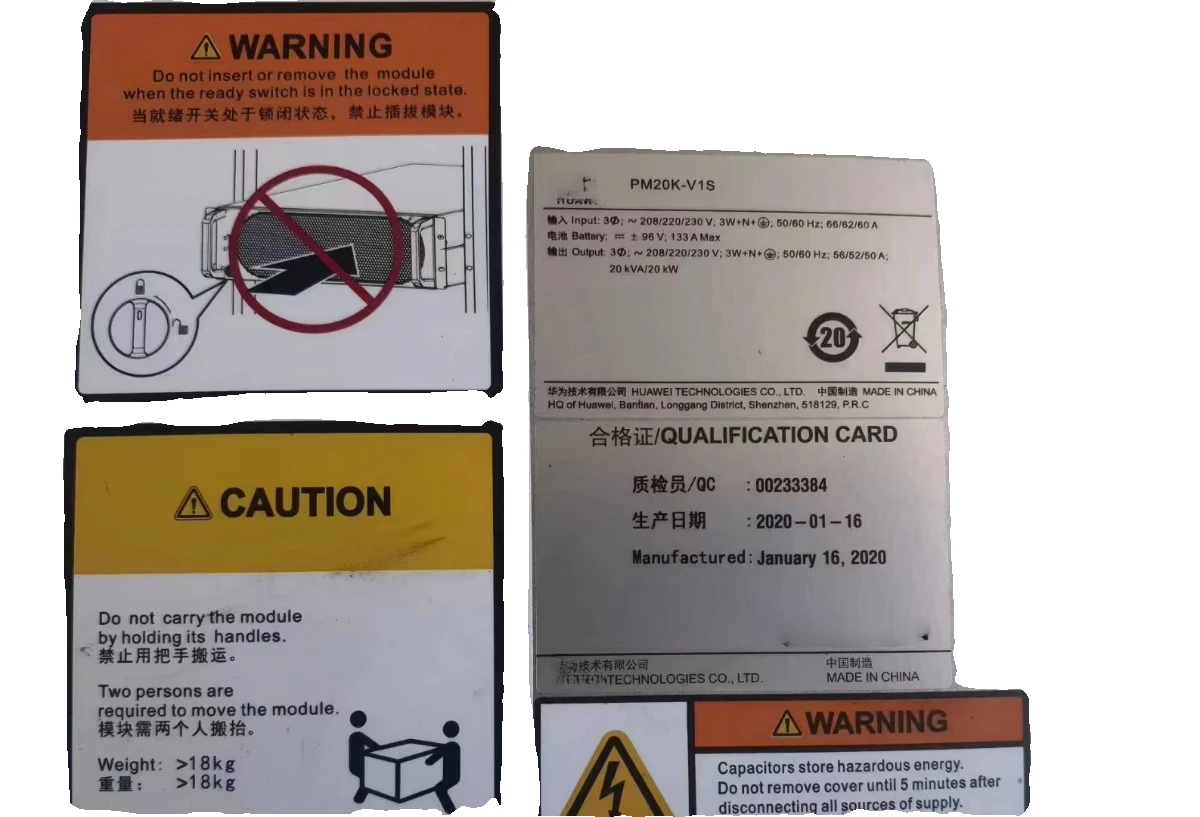 WARNING
Do not insert or remove the module
when the ready switch is in the locked state.
当就绪开关处于锁闭状态，禁止插拔模块。
CAUTION
Do not carry the module
by holding its handles.
禁止用把手搬运。
Two persons are
required to move the module.
模块需两个人搬抬。
Weight: >18kg
重量： >18kg
PM20K-V1S
输入 Input: 3Φ; ~ 208/220/230 V; 3W+N+⏚; 50/60 Hz; 66/62/60 A
电池 Battery: ⎓ ± 96 V; 133 A Max
输出 Output: 3Φ; ~ 208/220/230 V; 3W+N+⏚; 50/60 Hz; 56/52/50 A;
20 kVA/20 kW
20
华为技术有限公司 HUAWEI TECHNOLOGIES CO., LTD. 中国制造 MADE IN CHINA
HQ of Huawei, Bantian, Longgang District, Shenzhen, 518129, P.R.C
合格证/QUALIFICATION CARD
质检员/QC : 00233384
生产日期 : 2020-01-16
Manufactured: January 16, 2020
为技术有限公司 中国制造
TECHNOLOGIES CO., LTD. MADE IN CHINA
WARNING
Capacitors store hazardous energy.
Do not remove cover until 5 minutes after
disconnecting all sources of supply.